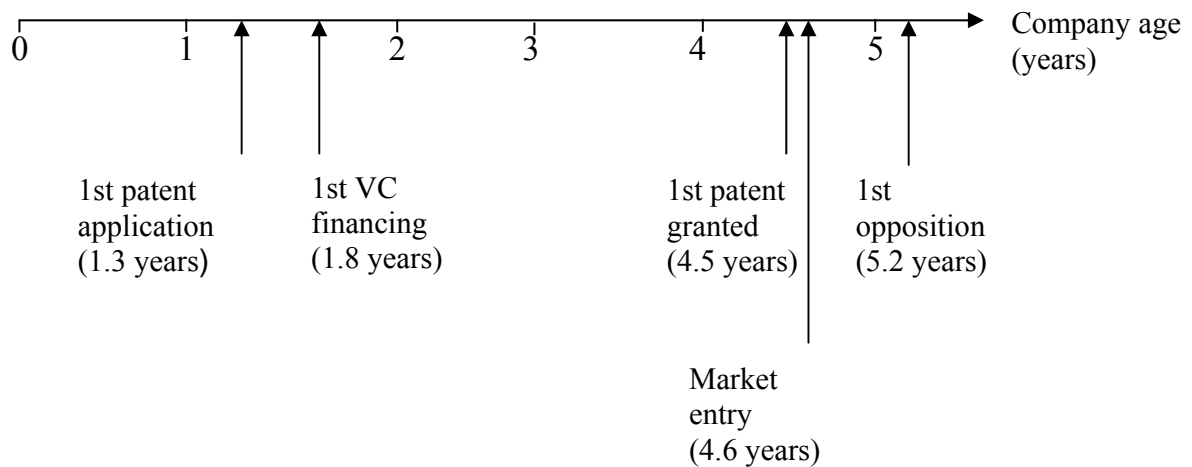 0 1 2 3 4 5
Company age
(years)
1st patent
application
(1.3 years)
1st VC
financing
(1.8 years)
1st patent
granted
(4.5 years)
1st
opposition
(5.2 years)
Market
entry
(4.6 years)